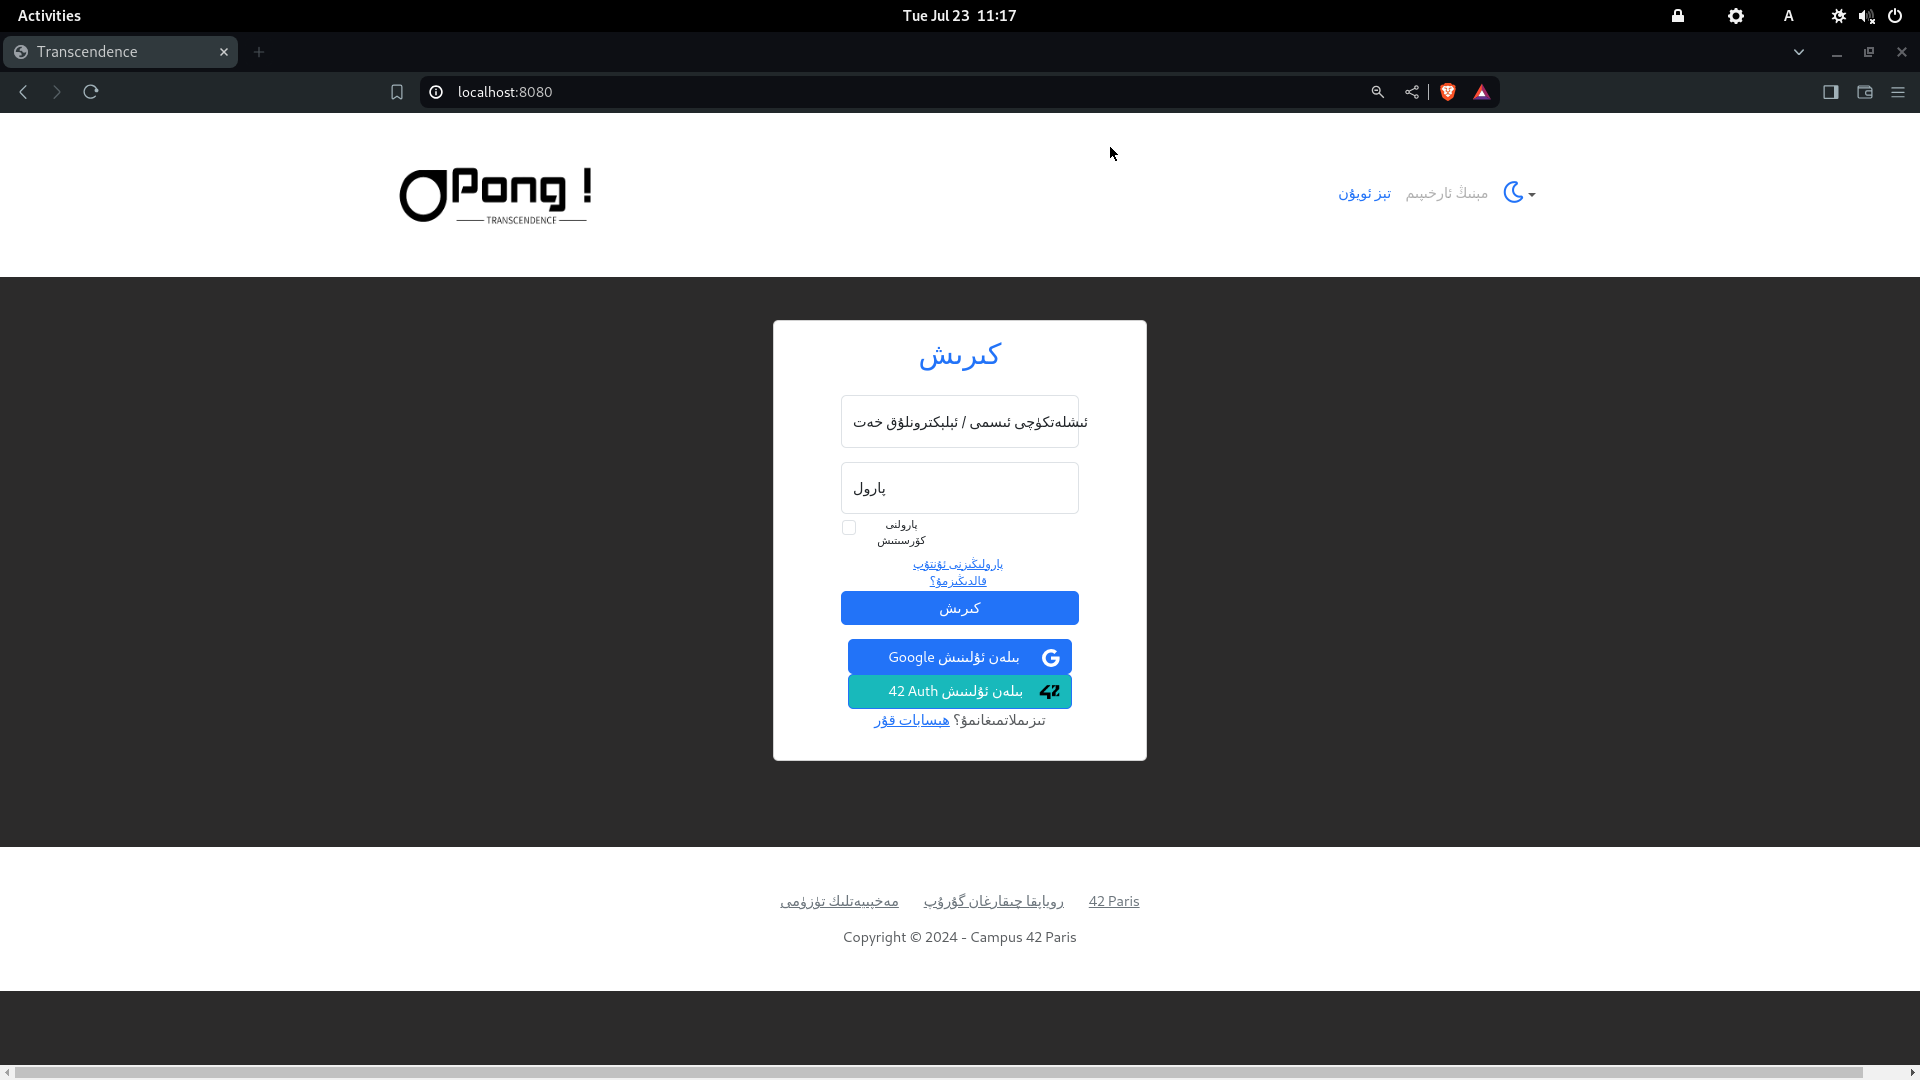 Activities
Tue Jul 23 11:17
A
Transcendence
localhost:8080
Pong !
TRANSCENDENCE
تېز ئويۇن
مېنىڭ ئارخىپىم
كىرىش
ئىشلەتكۈچى ئىسمى / ئېلېكترونلۇق خەت
پارول
پارولنى
كۆرسىتىش
پارولىڭىزنى ئۇنتۇپ
قالدىڭىزمۇ؟
كىرىش
Google بىلەن ئۇلىنىش
42 Auth بىلەن ئۇلىنىش
تىزىملاتمىغانمۇ؟ ھېسابات قۇر
مەخپىيەتلىك تۈزۈمى
روياپقا چىقارغان گۇرۇپ
42 Paris
Copyright © 2024 - Campus 42 Paris